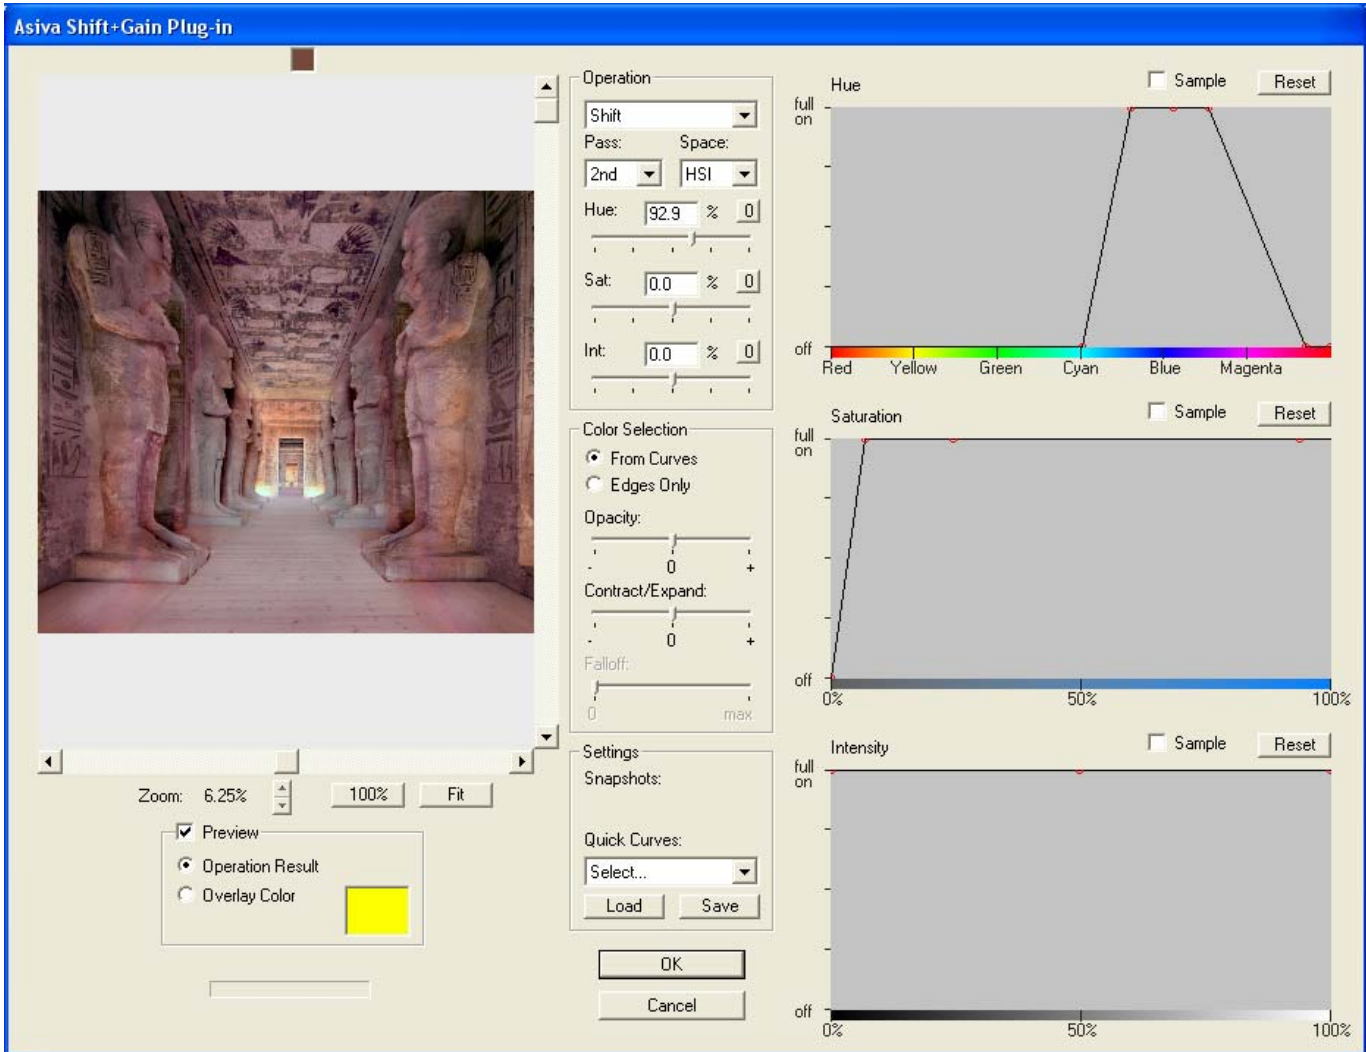 Asiva Shift+Gain Plug-in
Operation
Shift
Pass: Space:
2nd HSI
Hue: 92.9 % 0
Sat: 0.0 % 0
Int: 0.0 % 0
Color Selection
From Curves
Edges Only
Opacity:
- 0 +
Contract/Expand:
- 0 +
Falloff:
0 max
Settings
Snapshots:
Quick Curves:
Select...
Load Save
OK
Cancel
Zoom: 6.25% 100% Fit
Preview
Operation Result
Overlay Color
Hue Sample Reset
full
on
off
Red Yellow Green Cyan Blue Magenta
Saturation Sample Reset
full
on
off
0% 50% 100%
Intensity Sample Reset
full
on
off
0% 50% 100%